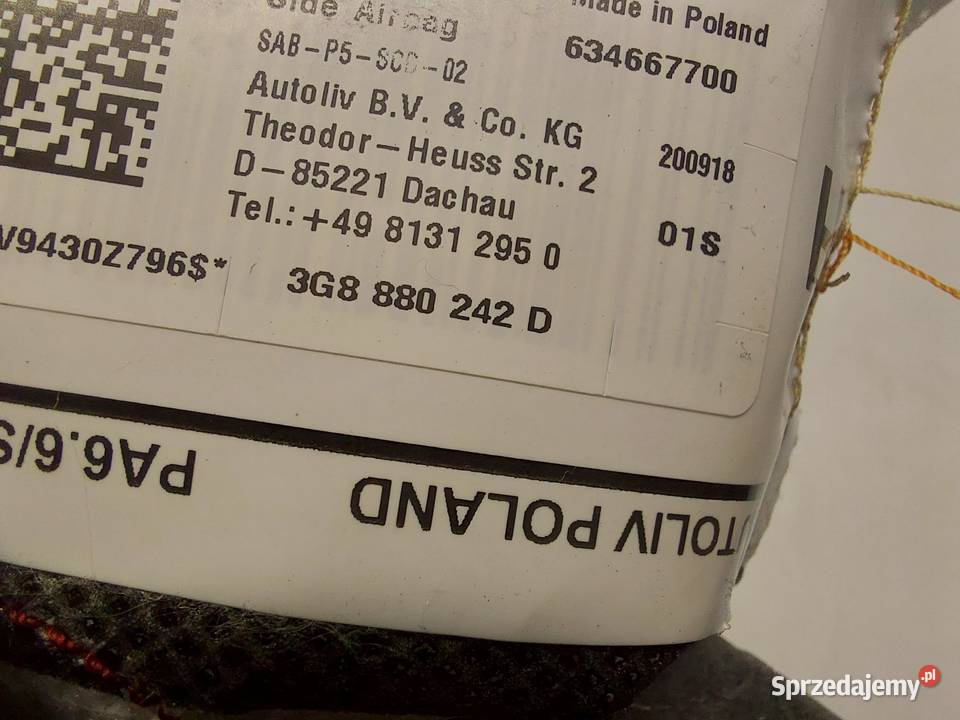 Side Airbag
Made in Poland
SAB-P5-SCD-02
634667700
Autoliv B.V. & Co. KG
Theodor-Heuss Str. 2
200918
D-85221 Dachau
Tel.:+49 8131 295 0
01S
V9430Z796$*
3G8 880 242 D
PA6.6/S
UTOLIV POLAND
Sprzedajemy.pl